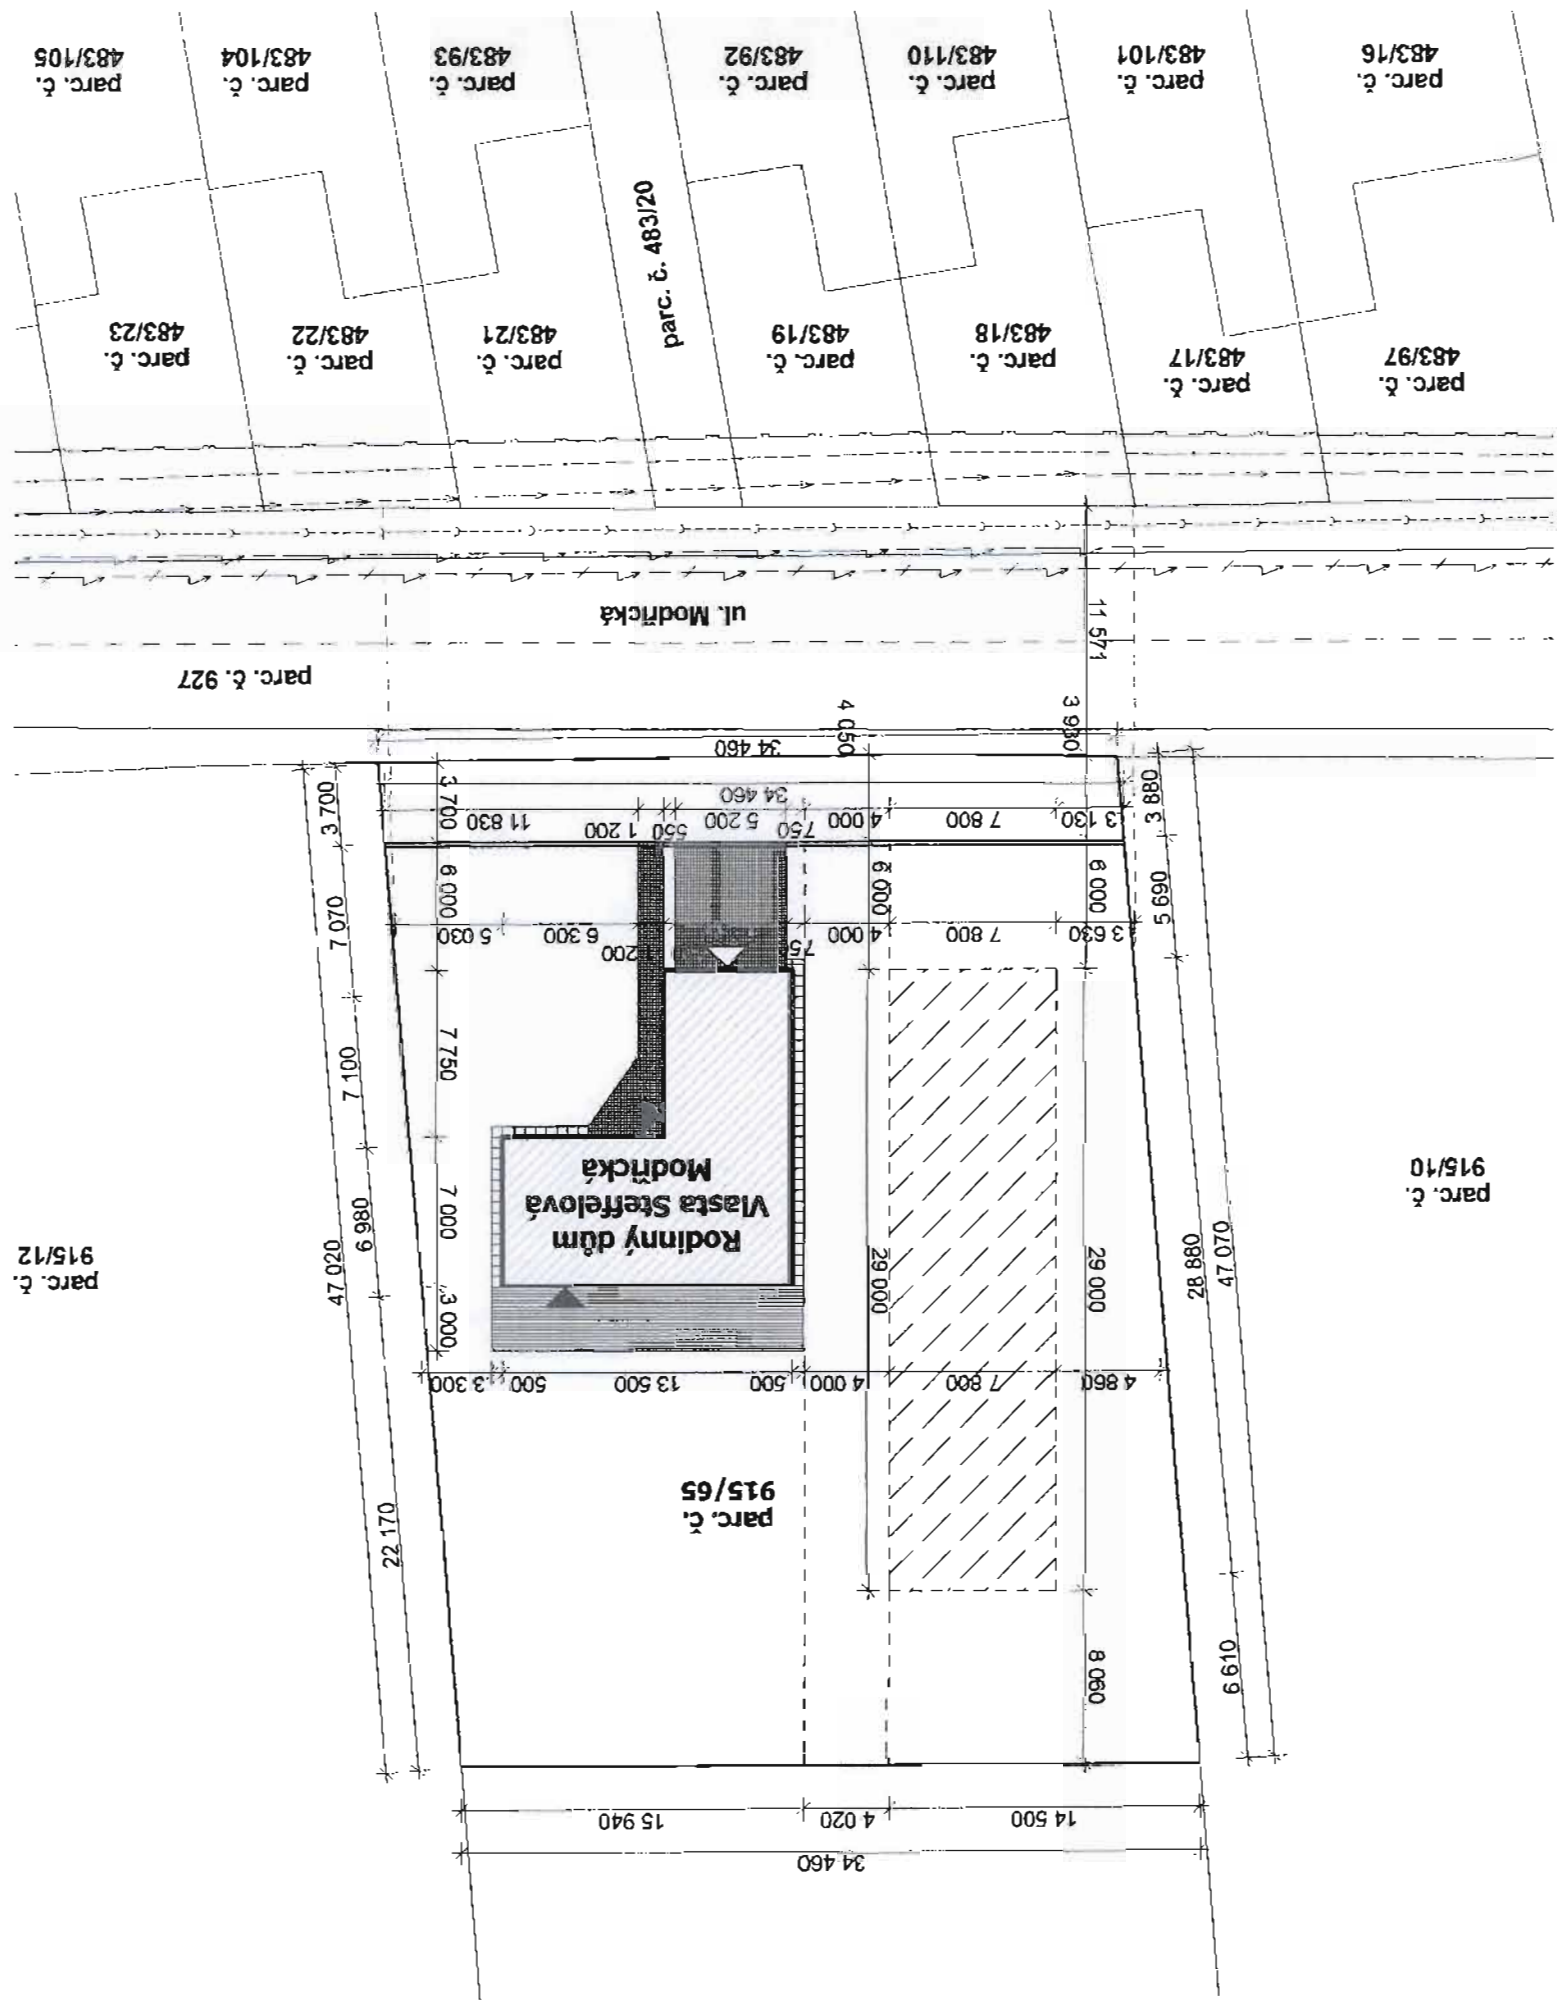 34 460
14 500
4 020
15 940
6 610
8 060
22 170
parc. č.
915/65
4 860
7 800
4 000
500
13 500
500
3 300
28 880
47 070
29 000
29 000
3 000
47 020
6 980
7 000
7 100
7 750
parc. č.
915/10
Rodinný dům
Vlasta Steffelová
Modřická
parc. č.
915/12
3 630
7 800
4 000
6 300
5 030
5 690
6 000
6 000
6 000
7 070
3 130
7 800
4 000
750
5 200
550
1 200
11 830
34 460
3 880
3 700
3 700
34 460
3 930
4 050
parc. č. 927
11 571
ul. Modřická
parc. č.
483/97
parc. č.
483/17
parc. č.
483/18
parc. č.
483/19
parc. č. 483/20
parc. č.
483/21
parc. č.
483/22
parc. č.
483/23
parc. č.
483/16
parc. č.
483/101
parc. č.
483/110
parc. č.
483/92
parc. č.
483/93
parc. č.
483/104
parc. č.
483/105